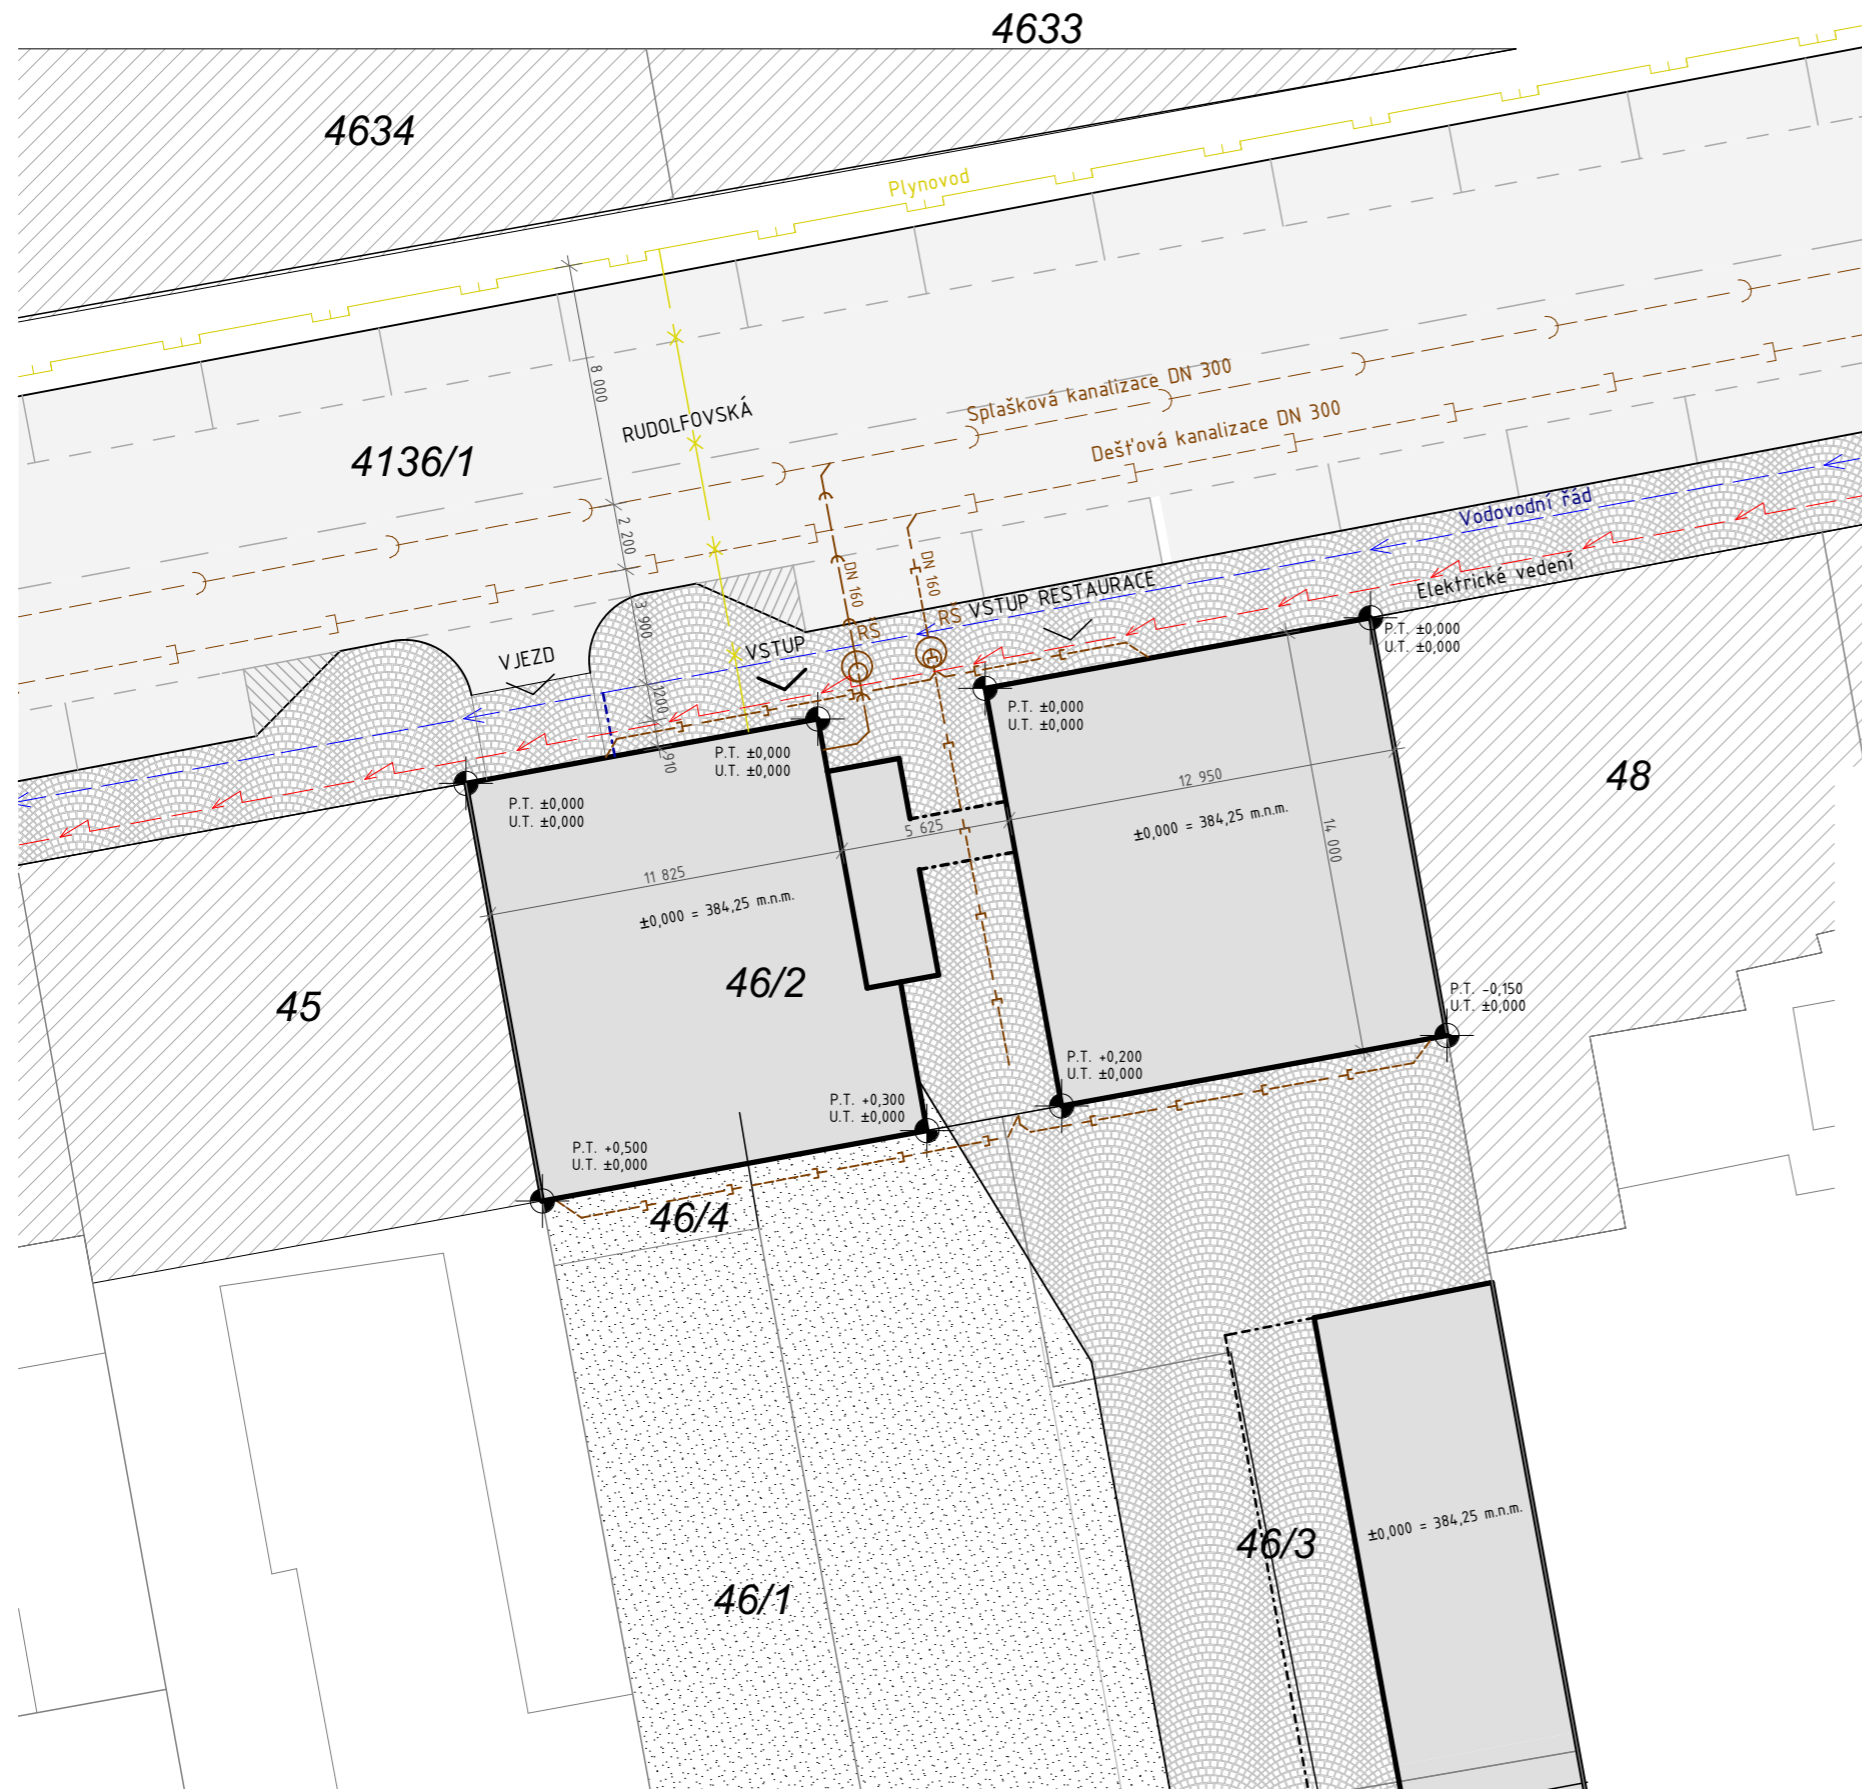 4633
4634
Plynovod
8 000
RUDOLFOVSKÁ
Splašková kanalizace DN 300
Dešťová kanalizace DN 300
4136/1
Vodovodní řád
2 200
DN 160
DN 160
Elektrické vedení
VSTUP RESTAURACE
3 900
RŠ
RŠ
VSTUP
VJEZD
P.T. ±0,000
U.T. ±0,000
1200
P.T. ±0,000
U.T. ±0,000
910
P.T. ±0,000
U.T. ±0,000
P.T. ±0,000
U.T. ±0,000
48
12 950
±0,000 = 384,25 m.n.m.
5 625
14 000
11 825
±0,000 = 384,25 m.n.m.
46/2
45
P.T. -0,150
U.T. ±0,000
P.T. +0,200
U.T. ±0,000
P.T. +0,300
U.T. ±0,000
P.T. +0,500
U.T. ±0,000
46/4
±0,000 = 384,25 m.n.m.
46/3
46/1